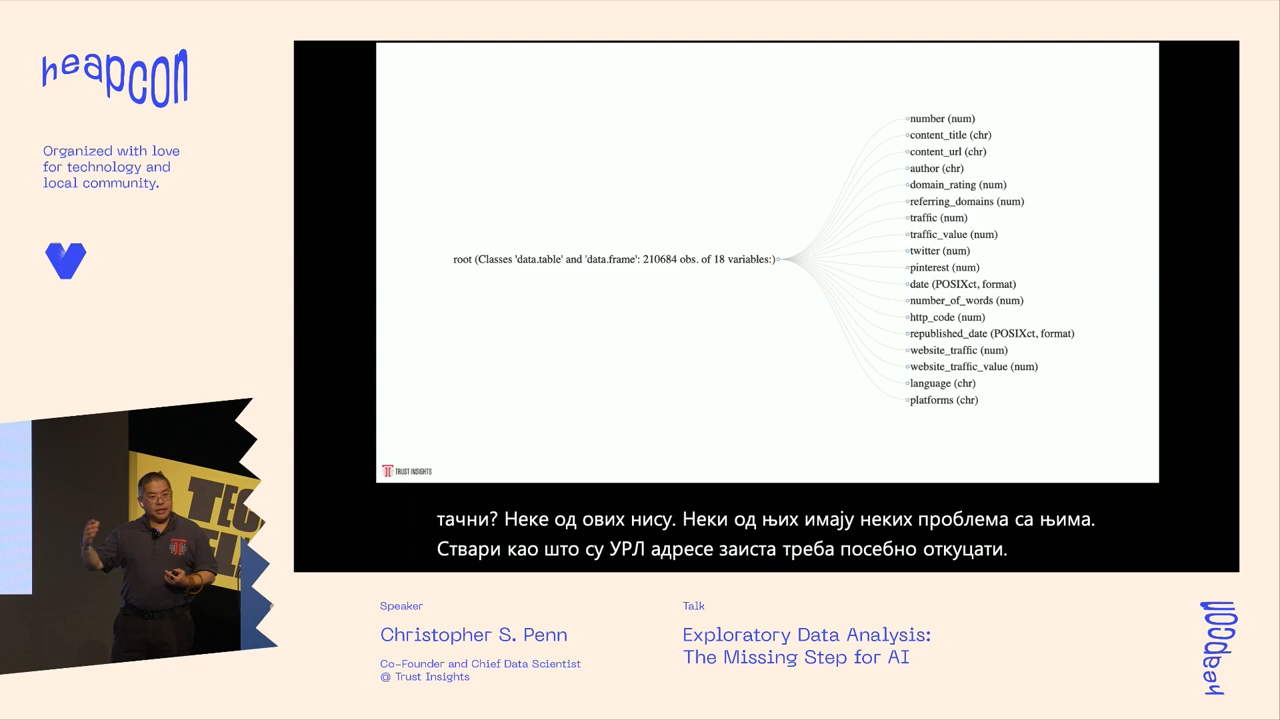 heapcon
Organized with love
for technology and
local community.
root (Classes 'data.table' and 'data.frame': 210684 obs. of 18 variables:)
number (num)
content_title (chr)
content_url (chr)
author (chr)
domain_rating (num)
referring_domains (num)
traffic (num)
traffic_value (num)
twitter (num)
pinterest (num)
date (POSIXct, format)
number_of_words (num)
http_code (num)
republished_date (POSIXct, format)
website_traffic (num)
website_traffic_value (num)
language (chr)
platforms (chr)
TRUST INSIGHTS
тачни? Неке од ових нису. Неки од њих имају неких проблема са њима.
Ствари као што су УРЛ адресе заиста треба посебно откуцати.
Speaker
Christopher S. Penn
Co-Founder and Chief Data Scientist
@ Trust Insights
Talk
Exploratory Data Analysis:
The Missing Step for AI
heapcon